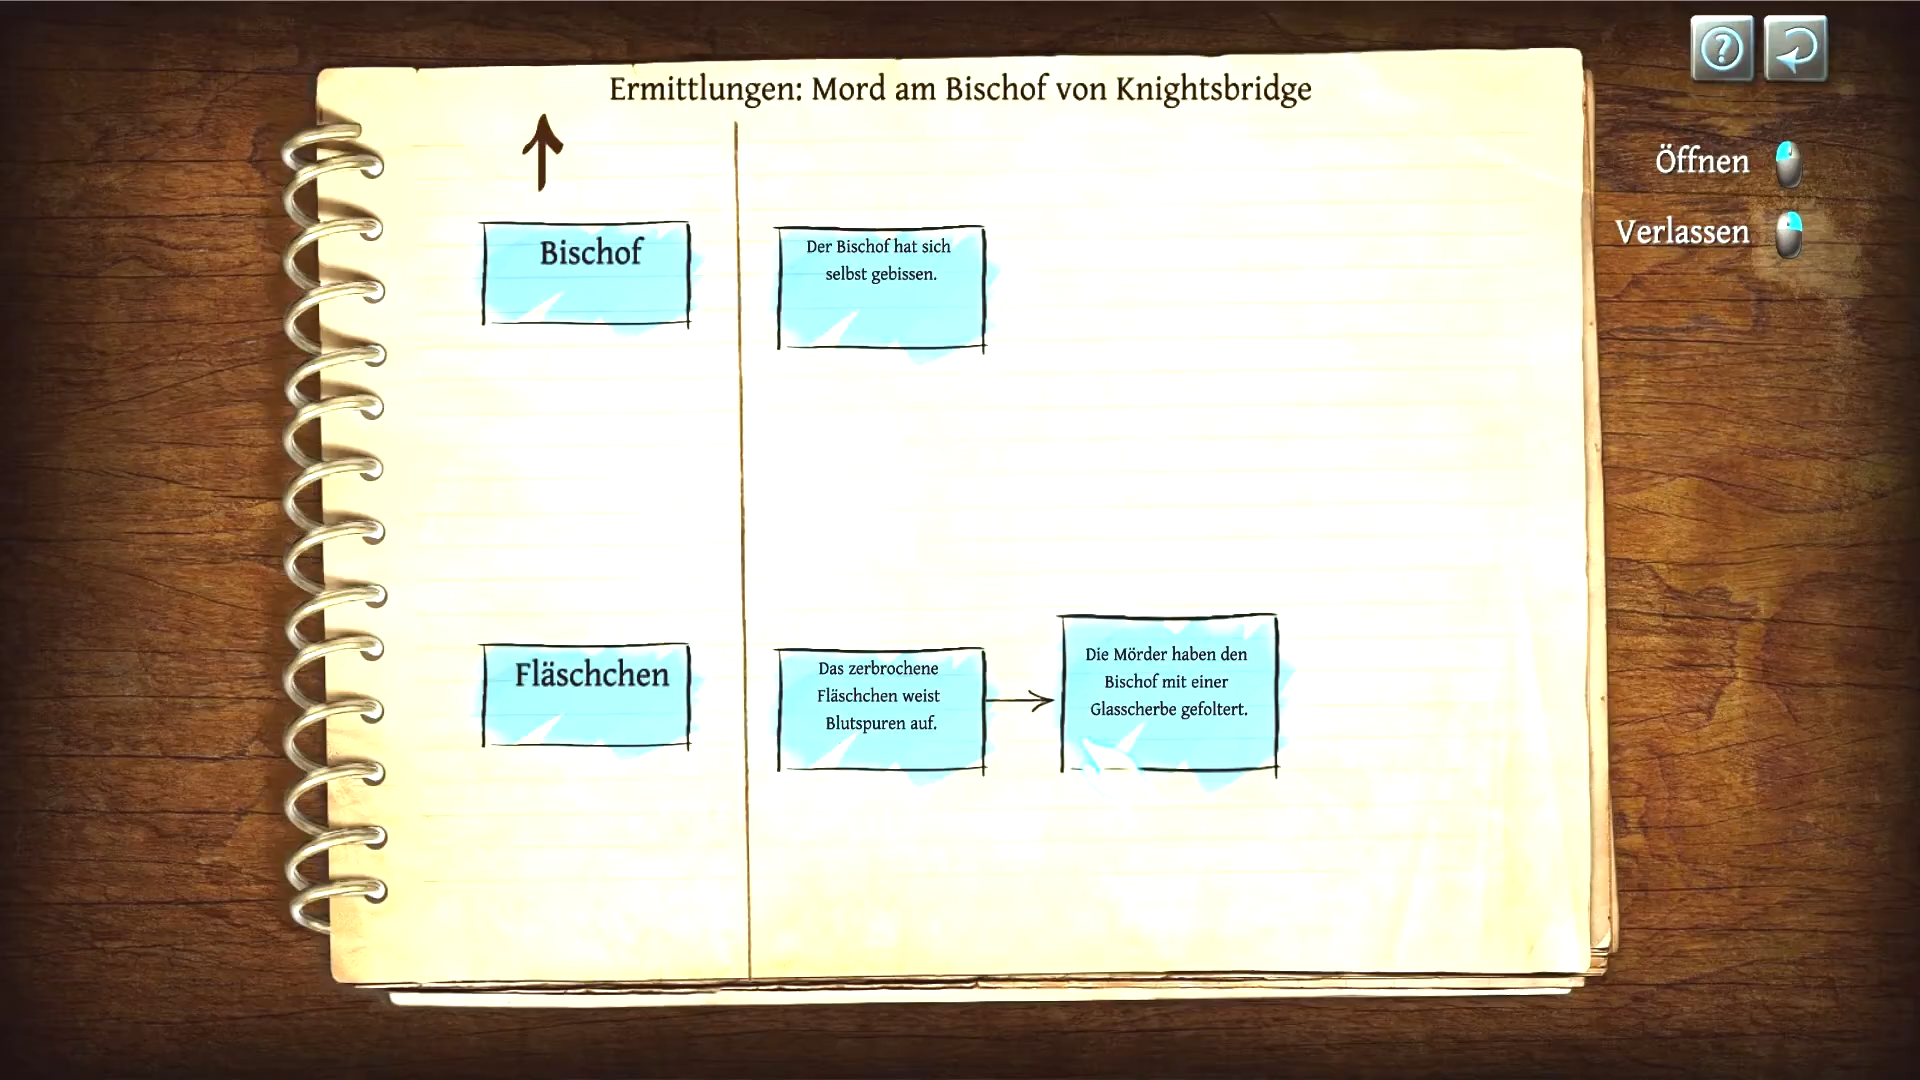 Ermittlungen: Mord am Bischof von Knightsbridge
Öffnen
Verlassen
Bischof
Der Bischof hat sich
selbst gebissen.
Fläschchen
Das zerbrochene
Fläschchen weist
Blutspuren auf.
Die Mörder haben den
Bischof mit einer
Glasscherbe gefoltert.